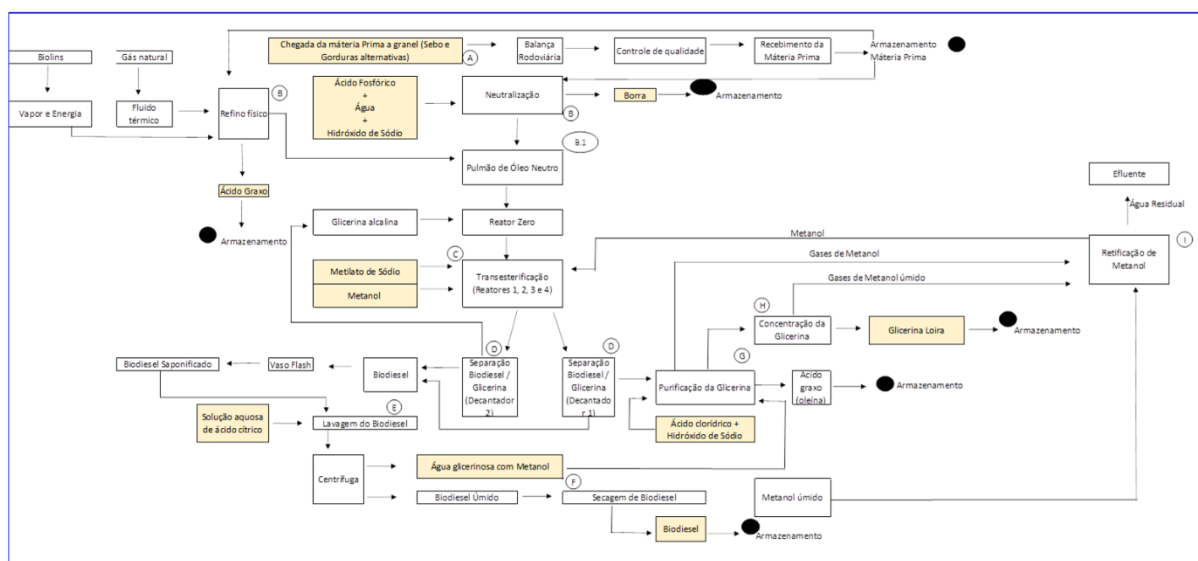 Chegada da máteria Prima a granel (Sebo e
Gorduras alternativas)
A
Balança
Rodoviária
Controle de qualidade
Recebimento da
Máteria Prima
Armazenamento
Máteria Prima
Biolins
Gás natural
Vapor e Energia
Fluído
térmico
Refino físico
B
Ácido Fosfórico
+
Água
+
Hidróxido de Sódio
Neutralização
B
Borra
Armazenamento
B.1
Pulmão de Óleo Neutro
Ácido Graxo
Armazenamento
Glicerina alcalina
Reator Zero
Efluente
Água Residual
Metanol
Gases de Metanol
Gases de Metanol úmido
Retificação de
Metanol
I
C
Metilato de Sódio
Metanol
Transesterificação
(Reatores 1, 2, 3 e 4)
H
Concentração da
Glicerina
Glicerina Loira
Armazenamento
Biodiesel Saponificado
Vaso Flash
Biodiesel
D
Separação
Biodiesel /
Glicerina
(Decantador
2)
D
Separação
Biodiesel /
Glicerina
(Decantado
r 1)
G
Purificação da Glicerina
Acido
graxo
(oleína)
Armazenamento
Solução aquosa
de ácido cítrico
E
Lavagem do Biodiesel
Ácido clorídrico +
Hidróxido de Sódio
Centrífuga
Água glicerinosa com Metanol
F
Biodiesel Úmido
Secagem de Biodiesel
Metanol úmido
Biodiesel
Armazenamento